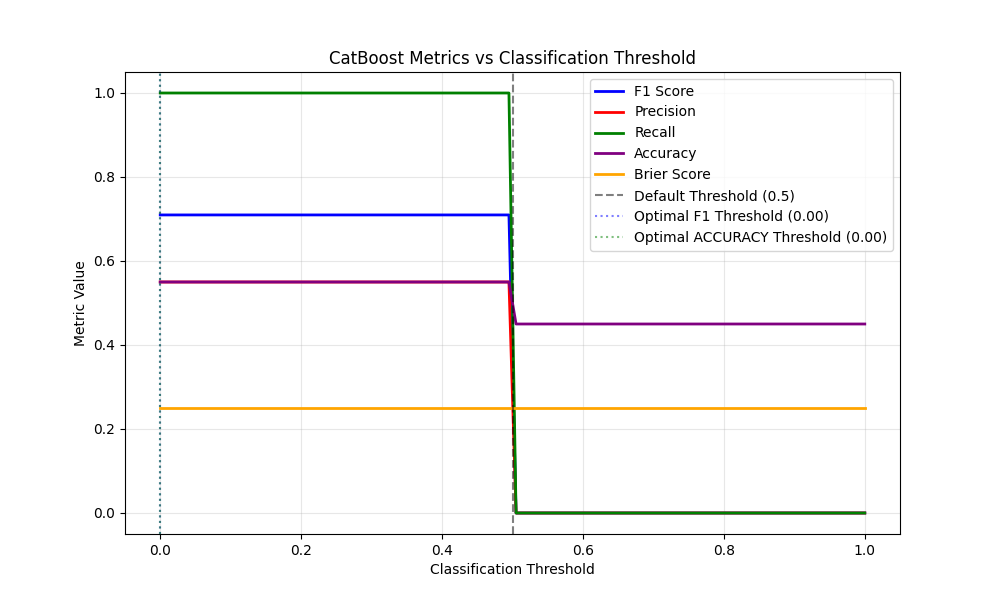 CatBoost Metrics vs Classification Threshold
Metric Value
1.0
0.8
0.6
0.4
0.2
0.0
F1 Score
Precision
Recall
Accuracy
Brier Score
Default Threshold (0.5)
Optimal F1 Threshold (0.00)
Optimal ACCURACY Threshold (0.00)
0.0 0.2 0.4 0.6 0.8 1.0
Classification Threshold